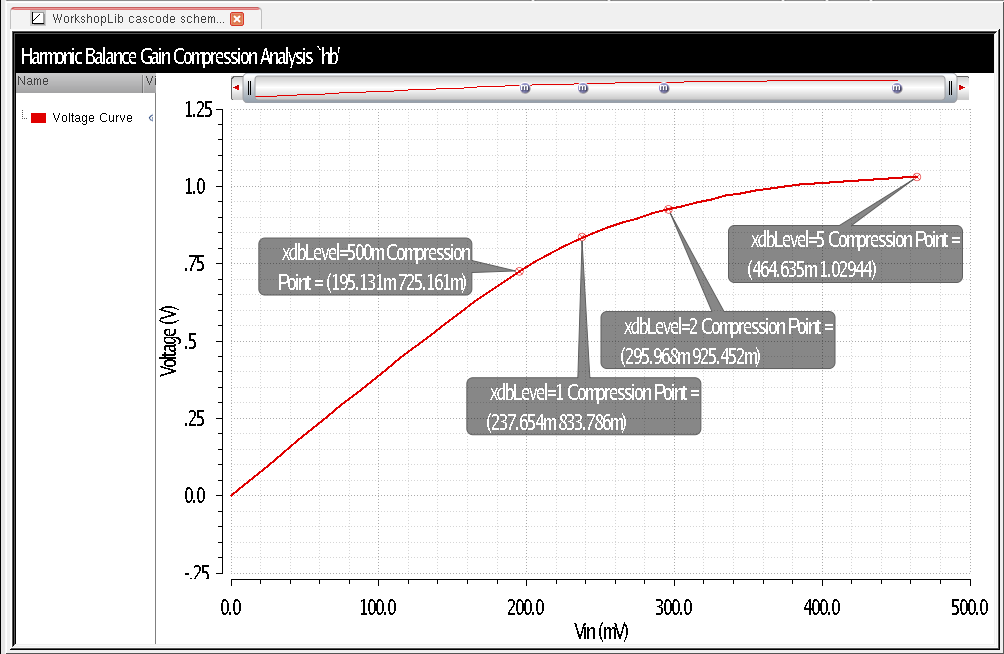 WorkshopLib cascode schem...
Harmonic Balance Gain Compression Analysis `hb'
Name Vi
Voltage Curve
1.25
1.0
.75
.5
.25
0.0
-.25
Voltage (V)
xdbLevel=500m Compression
Point = (195.131m 725.161m)
xdbLevel=5 Compression Point =
(464.635m 1.02944)
xdbLevel=2 Compression Point =
(295.968m 925.452m)
xdbLevel=1 Compression Point =
(237.654m 833.786m)
0.0 100.0 200.0 300.0 400.0 500.0
Vin (mV)